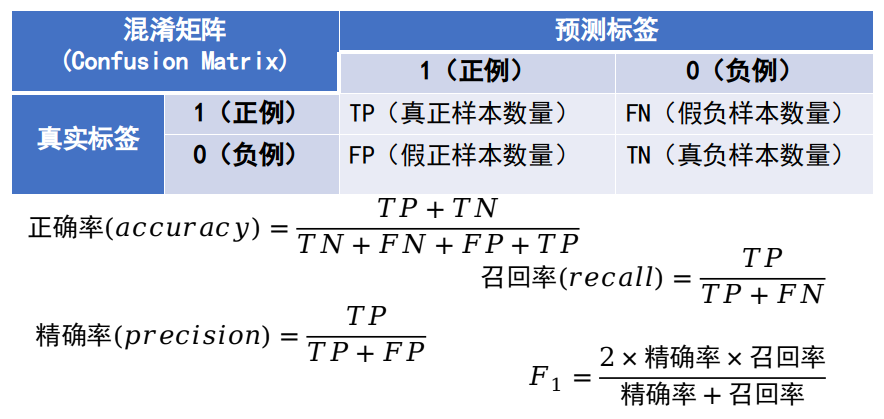 混淆矩阵
(Confusion Matrix)
预测标签
1（正例）
0（负例）
真实标签
1（正例）
TP（真正样本数量）
FN（假负样本数量）
0（负例）
FP（假正样本数量）
TN（真负样本数量）
正确率(accuracy) = \frac{TP + TN}{TN + FN + FP + TP}
召回率(recall) = \frac{TP}{TP + FN}
精确率(precision) = \frac{TP}{TP + FP}
F_1 = \frac{2 × 精确率 × 召回率}{精确率 + 召回率}